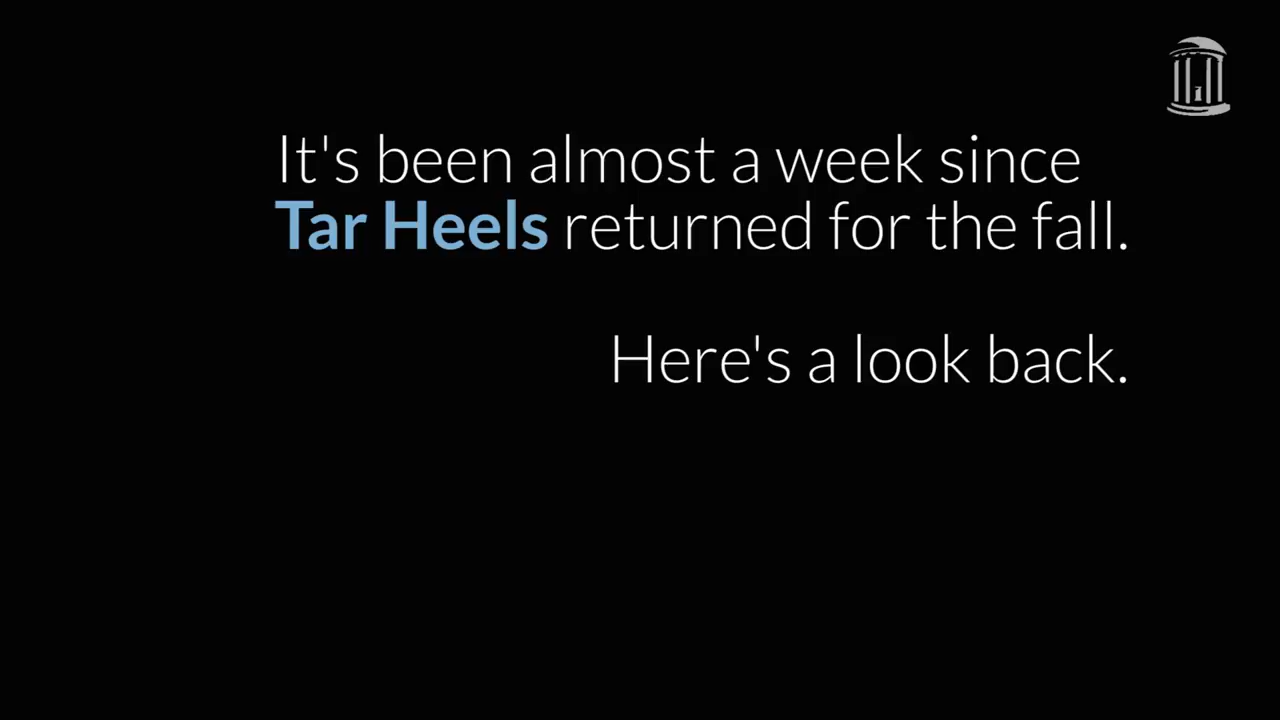 It's been almost a week since
Tar Heels returned for the fall.
Here's a look back.